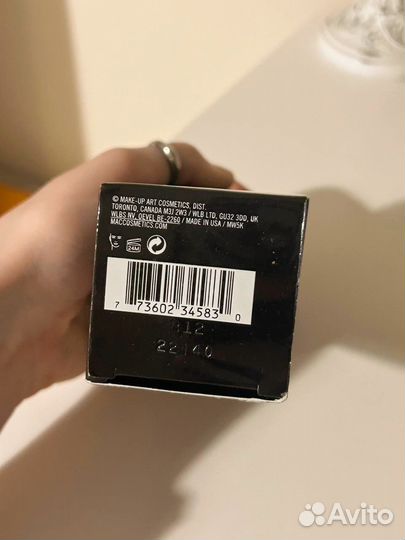 © MAKE-UP ART COSMETICS, DIST.
TORONTO, CANADA M3J 2W3 / WLB LTD, GU32 3DD, UK
WLBS NV, OEVEL BE-2260 / MADE IN USA / MW5K
MACCOSMETICS.COM
24M
7 73602 34583 0
412
22140
Avito